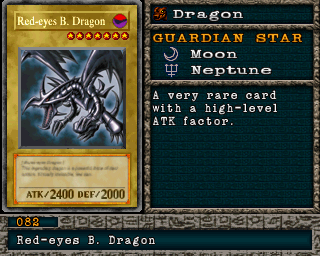 Red-eyes B. Dragon
ATK/2400 DEF/2000
Dragon
GUARDIAN STAR
Moon
Neptune
A very rare card
with a high-level
ATK factor.
082
Red-eyes B. Dragon